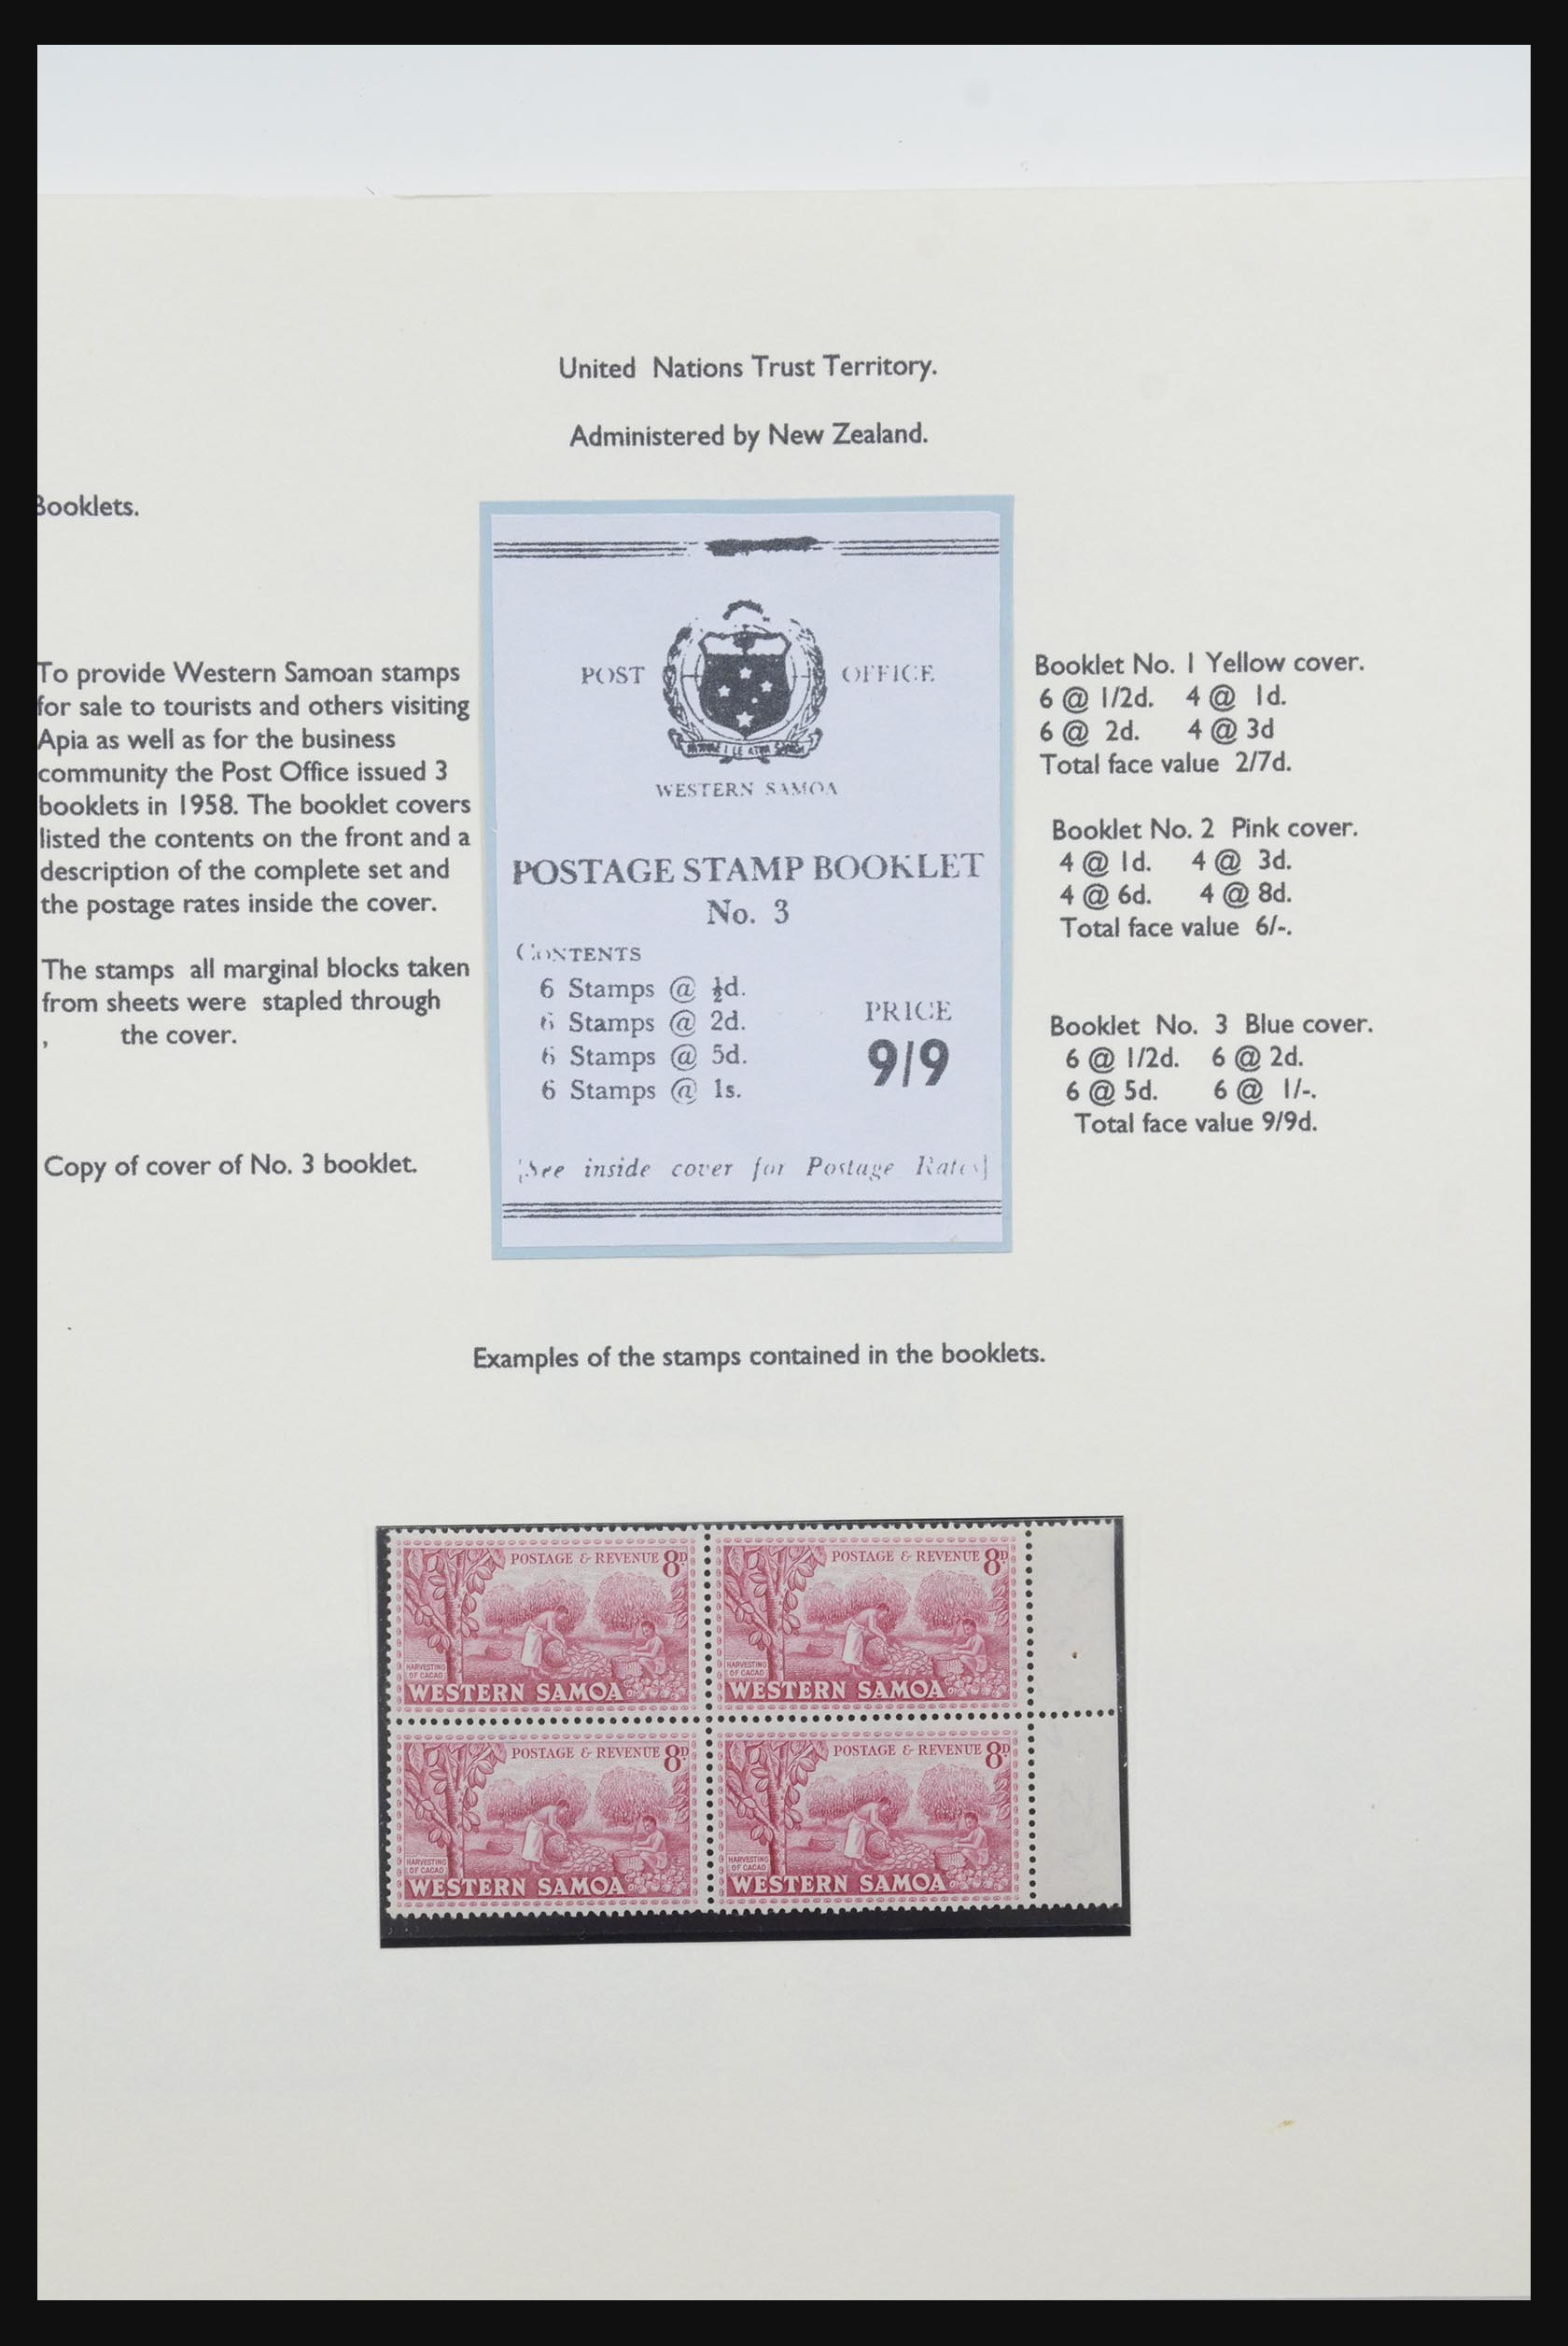 United Nations Trust Territory.
Administered by New Zealand.
Booklets.
To provide Western Samoan stamps
for sale to tourists and others visiting
Apia as well as for the business
community the Post Office issued 3
booklets in 1958. The booklet covers
listed the contents on the front and a
description of the complete set and
the postage rates inside the cover.
The stamps all marginal blocks taken
from sheets were stapled through
, the cover.
Copy of cover of No. 3 booklet.
POST OFFICE
WESTERN SAMOA
POSTAGE STAMP BOOKLET
No. 3
CONTENTS
6 Stamps @ ½d.
6 Stamps @ 2d.
6 Stamps @ 5d.
6 Stamps @ 1s.
PRICE
9/9
[See inside cover for Postage Rates]
Booklet No. 1 Yellow cover.
6 @ 1/2d. 4 @ 1d.
6 @ 2d. 4 @ 3d
Total face value 2/7d.
Booklet No. 2 Pink cover.
4 @ 1d. 4 @ 3d.
4 @ 6d. 4 @ 8d.
Total face value 6/-.
Booklet No. 3 Blue cover.
6 @ 1/2d. 6 @ 2d.
6 @ 5d. 6 @ 1/-.
Total face value 9/9d.
Examples of the stamps contained in the booklets.
POSTAGE & REVENUE 8D
HARVESTING
OF CACAO
WESTERN SAMOA
POSTAGE & REVENUE 8D
HARVESTING
OF CACAO
WESTERN SAMOA
POSTAGE & REVENUE 8D
HARVESTING
OF CACAO
WESTERN SAMOA
POSTAGE & REVENUE 8D
HARVESTING
OF CACAO
WESTERN SAMOA